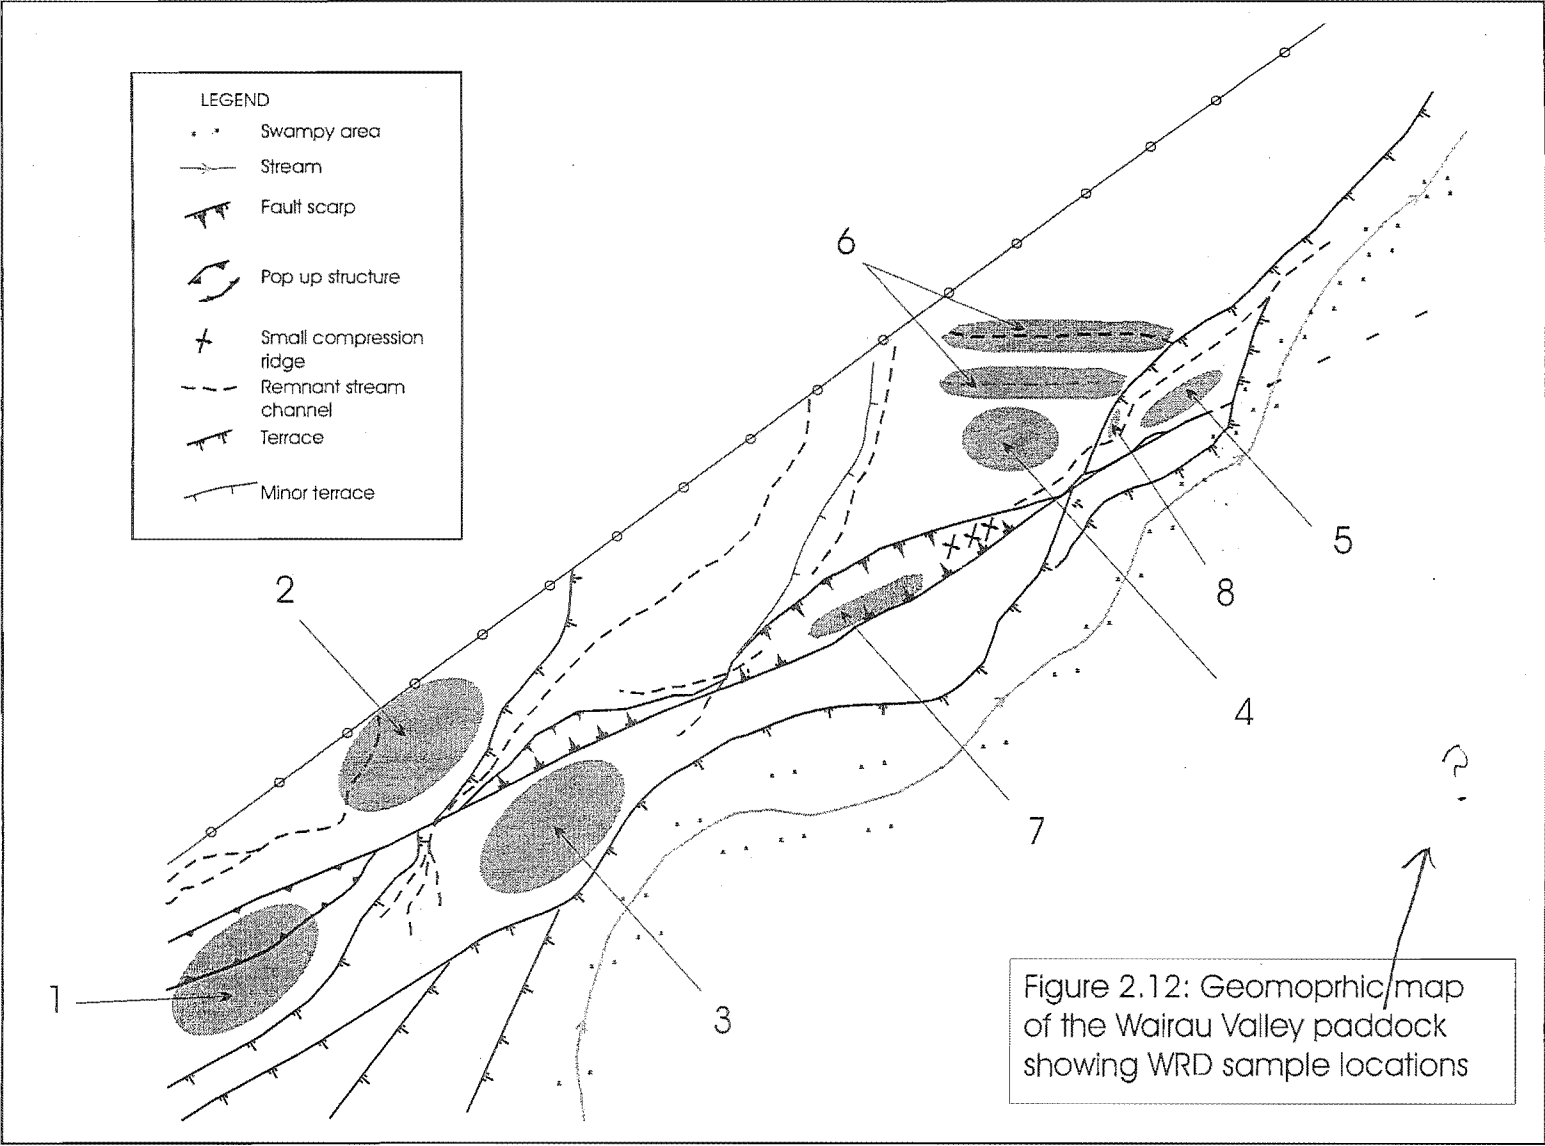 LEGEND
Swampy area
Stream
Fault scarp
Pop up structure
Small compression
ridge
Remnant stream
channel
Terrace
Minor terrace
6
2
5
8
4
7
1
3
?
Figure 2.12: Geomoprhic map
of the Wairau Valley paddock
showing WRD sample locations